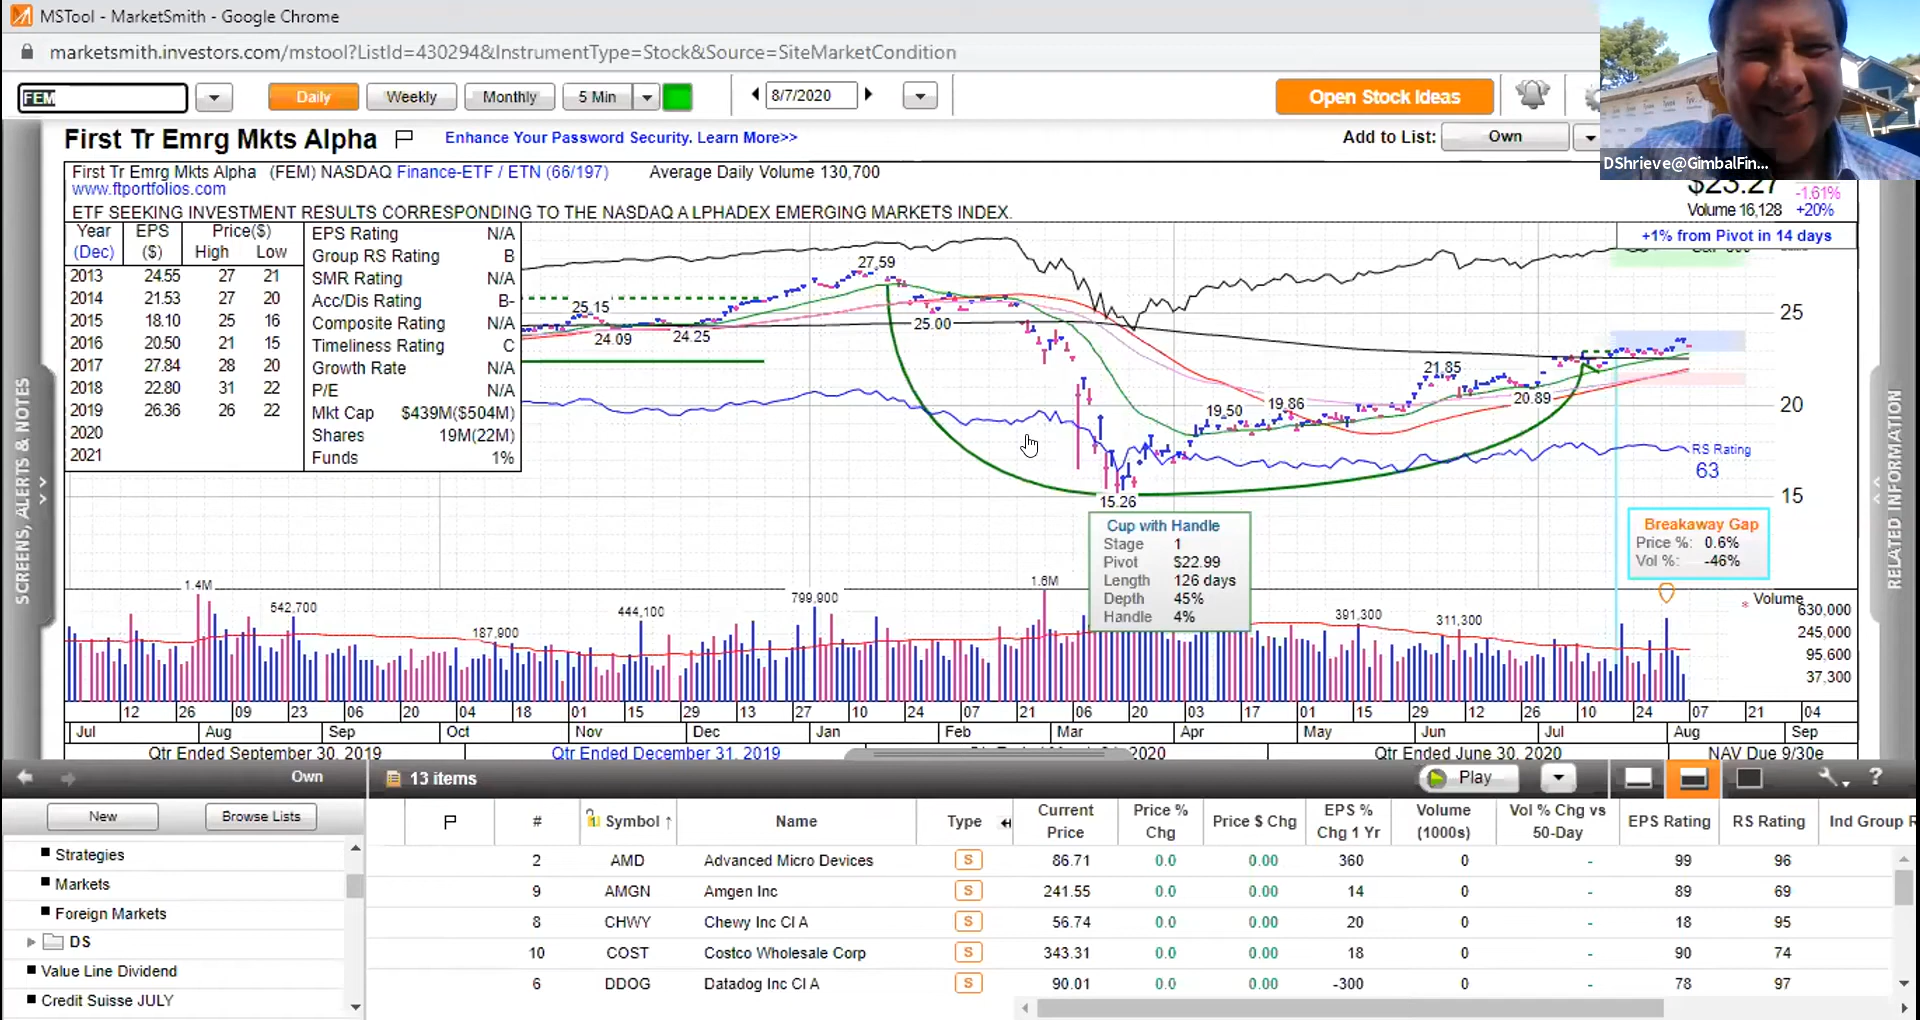 MSTool - MarketSmith - Google Chrome
marketsmith.investors.com/mstool?ListId=430294&InstrumentType=Stock&Source=SiteMarketCondition
FEM Daily Weekly Monthly 5 Min 8/7/2020 Open Stock Ideas
First Tr Emrg Mkts Alpha Enhance Your Password Security. Learn More>> Add to List: Own
DShrieve@GimbalFin...
First Tr Emrg Mkts Alpha (FEM) NASDAQ Finance-ETF / ETN (66/197) Average Daily Volume 130,700
www.ftportfolios.com
$23.27 -1.61%
Volume 16,128 +20%
ETF SEEKING INVESTMENT RESULTS CORRESPONDING TO THE NASDAQ A LPHADEX EMERGING MARKETS INDEX.
+1% from Pivot in 14 days
Year EPS Price($)
(Dec) ($) High Low
2013 24.55 27 21
2014 21.53 27 20
2015 18.10 25 16
2016 20.50 21 15
2017 27.84 28 20
2018 22.80 31 22
2019 26.36 26 22
2020
2021
EPS Rating N/A
Group RS Rating B
SMR Rating N/A
Acc/Dis Rating B-
Composite Rating N/A
Timeliness Rating C
Growth Rate N/A
P/E N/A
Mkt Cap $439M($504M)
Shares 19M(22M)
Funds 1%
27.59
25.15
24.09
24.25
25.00
15.26
19.50
19.86
21.85
20.89
25
20
15
RS Rating
63
Cup with Handle
Stage 1
Pivot $22.99
Length 126 days
Depth 45%
Handle 4%
Breakaway Gap
Price %: 0.6%
Vol %: -46%
1.4M
542,700
187,900
444,100
799,900
1.6M
391,300
311,300
Volume
630,000
245,000
95,600
37,300
12 26 09 23 06 20 04 18 01 15 29 13 27 10 24 07 21 06 20 03 17 01 15 29 12 26 10 24 07 21 04
Jul Aug Sep Oct Nov Dec Jan Feb Mar Apr May Jun Jul Aug Sep
Qtr Ended September 30, 2019 Qtr Ended December 31, 2019 2020 Qtr Ended June 30, 2020 NAV Due 9/30e
SCREENS, ALERTS & NOTES
RELATED INFORMATION
Own 13 items Play ?
New Browse Lists
Strategies
Markets
Foreign Markets
DS
Value Line Dividend
Credit Suisse JULY
# Symbol ↑ Name Type Current Price Price % Chg Price $ Chg EPS % Chg 1 Yr Volume (1000s) Vol % Chg vs 50-Day EPS Rating RS Rating Ind Group R
2 AMD Advanced Micro Devices S 86.71 0.0 0.00 360 0 - 99 96
9 AMGN Amgen Inc S 241.55 0.0 0.00 14 0 - 89 69
8 CHWY Chewy Inc Cl A S 56.74 0.0 0.00 20 0 - 18 95
10 COST Costco Wholesale Corp S 343.31 0.0 0.00 18 0 - 90 74
6 DDOG Datadog Inc Cl A S 90.01 0.0 0.00 -300 0 - 78 97